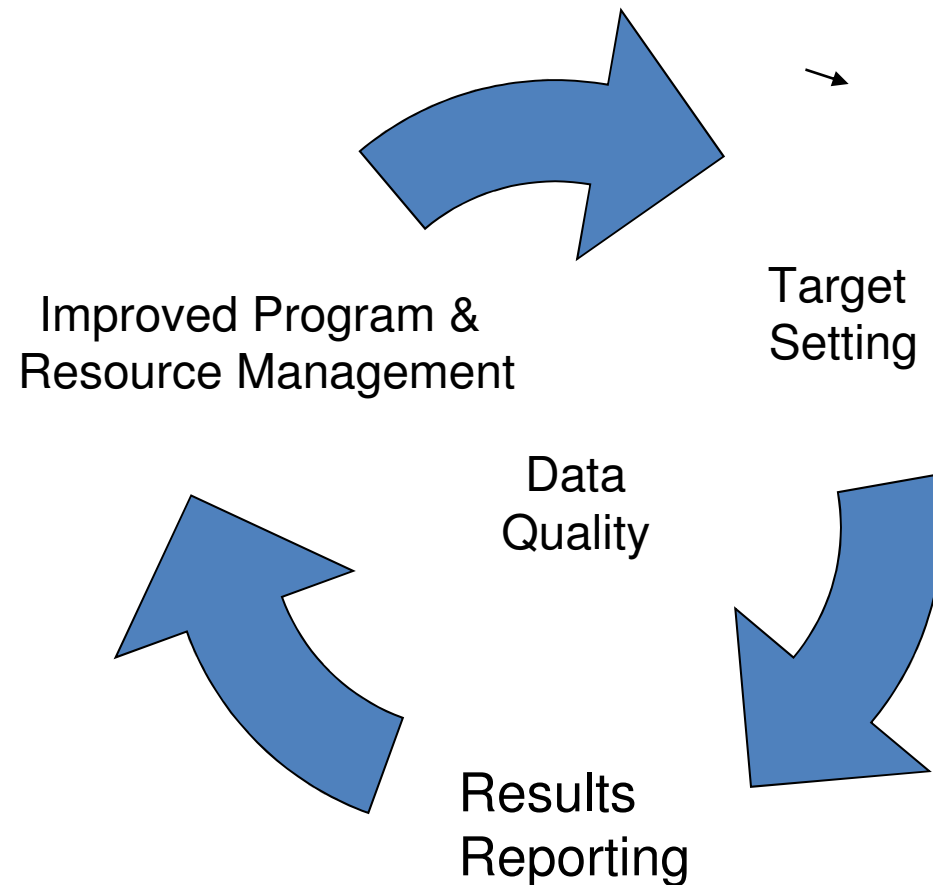 Improved Program &
Resource Management
Target
Setting
Data
Quality
Results
Reporting